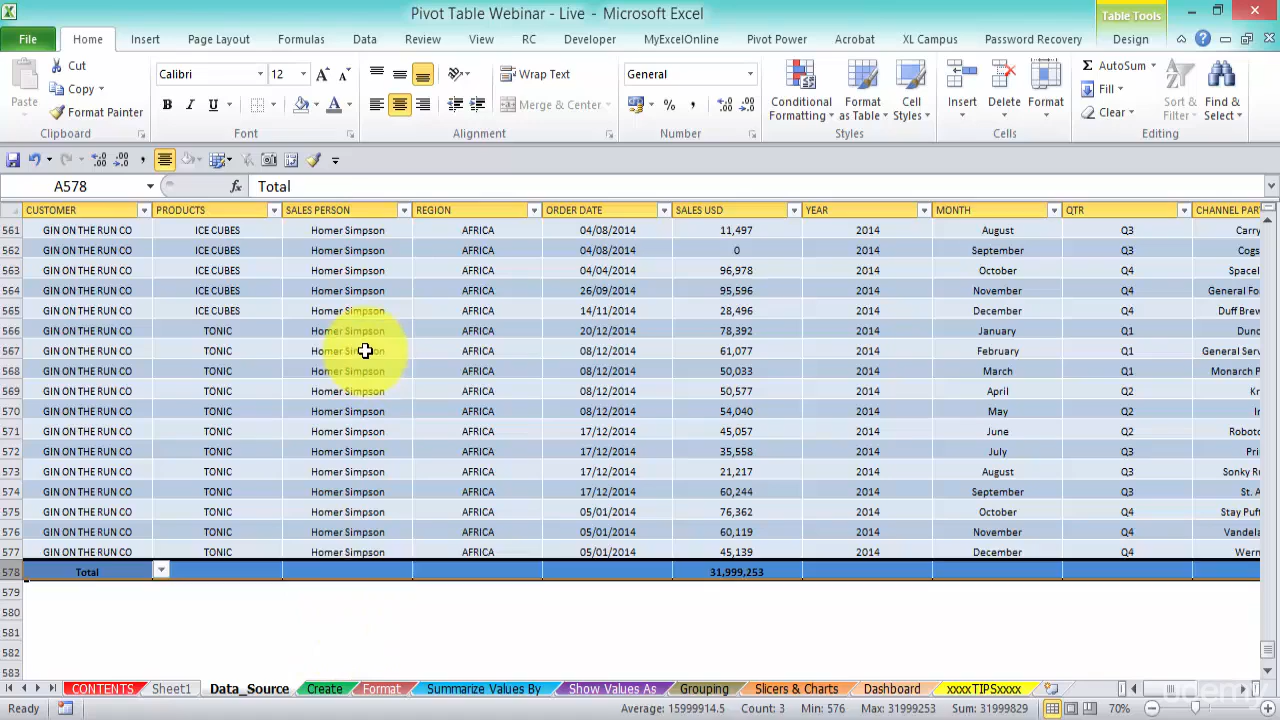 Pivot Table Webinar - Live - Microsoft Excel
Table Tools
File Home Insert Page Layout Formulas Data Review View RC Developer MyExcelOnline Pivot Power Acrobat XL Campus Password Recovery Design
Paste
Cut
Copy
Format Painter
Clipboard
Calibri 12
B I U
Font
Wrap Text
Merge & Center
Alignment
General
Number
Conditional Formatting
Format as Table
Cell Styles
Styles
Insert Delete Format
Cells
AutoSum
Fill
Clear
Sort & Filter
Find & Select
Editing
A578 fx Total
CUSTOMER PRODUCTS SALES PERSON REGION ORDER DATE SALES USD YEAR MONTH QTR CHANNEL PAR
561 GIN ON THE RUN CO ICE CUBES Homer Simpson AFRICA 04/08/2014 11,497 2014 August Q3 Carry
562 GIN ON THE RUN CO ICE CUBES Homer Simpson AFRICA 04/08/2014 0 2014 September Q3 Cogs
563 GIN ON THE RUN CO ICE CUBES Homer Simpson AFRICA 04/04/2014 96,978 2014 October Q4 Spacel
564 GIN ON THE RUN CO ICE CUBES Homer Simpson AFRICA 26/09/2014 95,596 2014 November Q4 General Fo
565 GIN ON THE RUN CO ICE CUBES Homer Simpson AFRICA 14/11/2014 28,496 2014 December Q4 Duff Brew
566 GIN ON THE RUN CO TONIC Homer Simpson AFRICA 20/12/2014 78,392 2014 January Q1 Dunc
567 GIN ON THE RUN CO TONIC Homer Simpson AFRICA 08/12/2014 61,077 2014 February Q1 General Serv
568 GIN ON THE RUN CO TONIC Homer Simpson AFRICA 08/12/2014 50,033 2014 March Q1 Monarch P
569 GIN ON THE RUN CO TONIC Homer Simpson AFRICA 08/12/2014 50,577 2014 April Q2 Kr
570 GIN ON THE RUN CO TONIC Homer Simpson AFRICA 08/12/2014 54,040 2014 May Q2 I
571 GIN ON THE RUN CO TONIC Homer Simpson AFRICA 17/12/2014 45,057 2014 June Q2 Roboto
572 GIN ON THE RUN CO TONIC Homer Simpson AFRICA 17/12/2014 35,558 2014 July Q3 Pri
573 GIN ON THE RUN CO TONIC Homer Simpson AFRICA 17/12/2014 21,217 2014 August Q3 Sonky Ru
574 GIN ON THE RUN CO TONIC Homer Simpson AFRICA 17/12/2014 60,244 2014 September Q3 St. A
575 GIN ON THE RUN CO TONIC Homer Simpson AFRICA 05/01/2014 76,362 2014 October Q4 Stay Puf
576 GIN ON THE RUN CO TONIC Homer Simpson AFRICA 05/01/2014 60,119 2014 November Q4 Vandela
577 GIN ON THE RUN CO TONIC Homer Simpson AFRICA 05/01/2014 45,139 2014 December Q4 Wern
578 Total 31,999,253
579
580
581
582
583
CONTENTS Sheet1 Data_Source Create Format Summarize Values By Show Values As Grouping Slicers & Charts Dashboard xxxxTIPSxxxx
udemy
Ready Average: 15999914.5 Count: 3 Min: 576 Max: 31999253 Sum: 31999829 70%